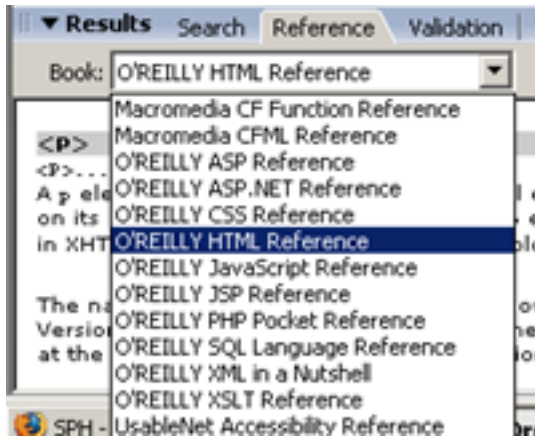 Results Search Reference Validation
Book: O'REILLY HTML Reference
Macromedia CF Function Reference
Macromedia CFML Reference
<P>
O'REILLY ASP Reference
<P>...
O'REILLY ASP.NET Reference
A p ele
O'REILLY CSS Reference
on its
O'REILLY HTML Reference
in XHT
O'REILLY JavaScript Reference
O'REILLY JSP Reference
The na
O'REILLY PHP Pocket Reference
Versio
O'REILLY SQL Language Reference
at the
O'REILLY XML in a Nutshell
O'REILLY XSLT Reference
SPH - UsableNet Accessibility Reference